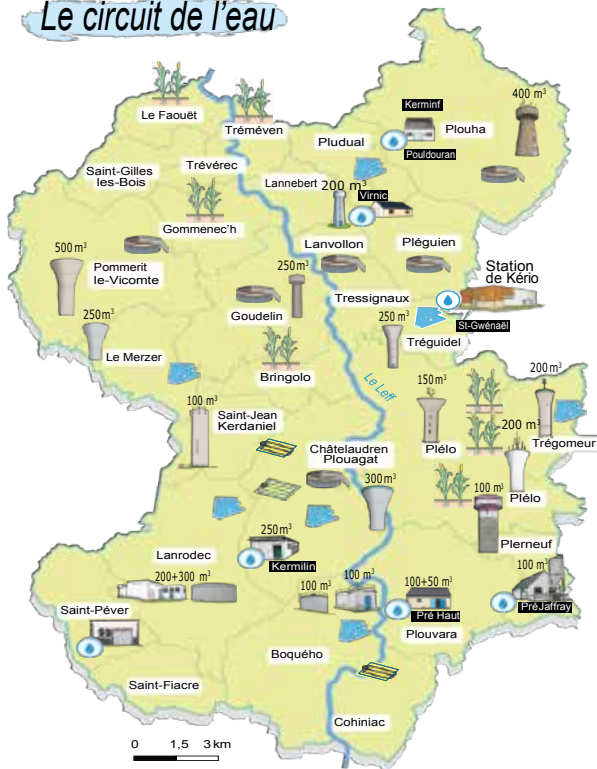 Le circuit de l'eau
400 m³
Kerminf
Le Faouët
Plouha
Tréméven
Pludual
Pouldouran
Trévérec
Saint-Gilles
les-Bois
Lannebert
200 m³
Virnic
Gommenec'h
500 m³
Lanvollon
Pléguien
Pommerit
le-Vicomte
250 m³
Station
de Kério
Tressignaux
Goudelin
250 m³
250 m³
St-Gwénaël
Tréguidel
Le Merzer
Bringolo
Le Leff
200 m³
150 m³
100 m³
Saint-Jean
Kerdaniel
200 m³
Trégomeur
Plélo
Châtelaudren
Plouagat
300 m³
100 m³
Plélo
250 m³
Plerneuf
Lanrodec
Kermilin
200+300 m³
100 m³
100 m³
100+50 m³
100 m³
Saint-Péver
Pré Haut
PréJaffray
Plouvara
Boquého
Saint-Fiacre
Cohiniac
0 1,5 3 km